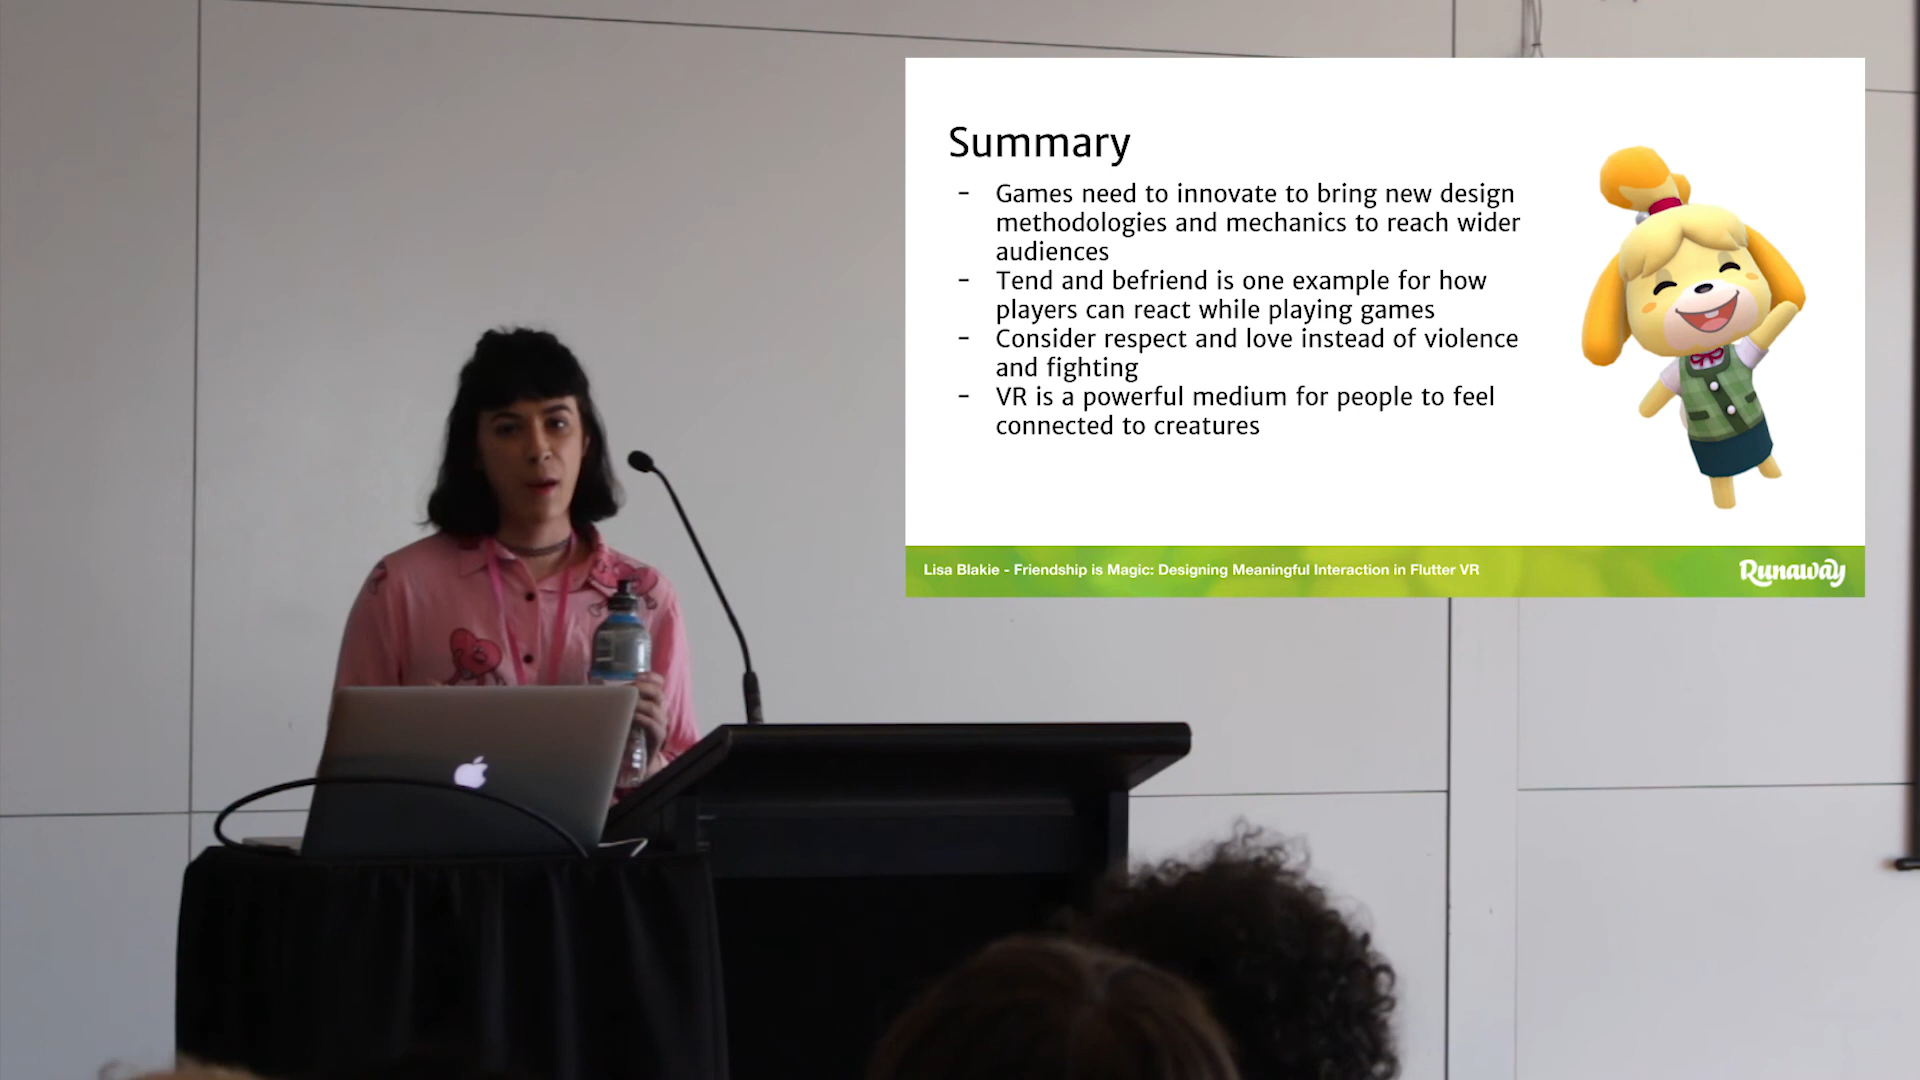 Summary
- Games need to innovate to bring new design
methodologies and mechanics to reach wider
audiences
- Tend and befriend is one example for how
players can react while playing games
- Consider respect and love instead of violence
and fighting
- VR is a powerful medium for people to feel
connected to creatures
Lisa Blakie - Friendship is Magic: Designing Meaningful Interaction in Flutter VR
Runaway